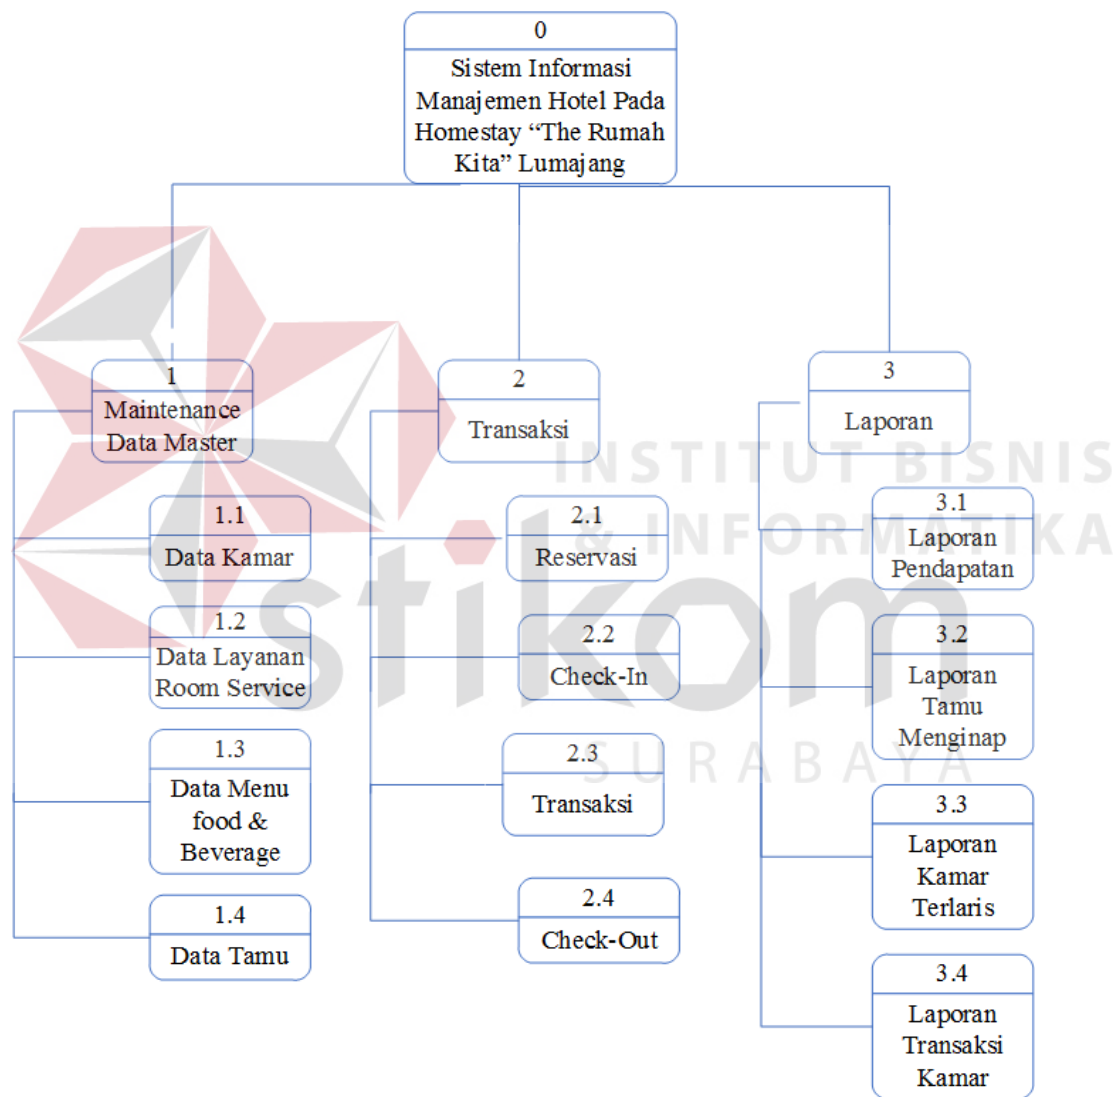 0
Sistem Informasi
Manajemen Hotel Pada
Homestay “The Rumah
Kita” Lumajang
1
Maintenance
Data Master
1.1
Data Kamar
1.2
Data Layanan
Room Service
1.3
Data Menu
food &
Beverage
1.4
Data Tamu
2
Transaksi
2.1
Reservasi
2.2
Check-In
2.3
Transaksi
2.4
Check-Out
3
Laporan
3.1
Laporan
Pendapatan
3.2
Laporan
Tamu
Menginap
3.3
Laporan
Kamar
Terlaris
3.4
Laporan
Transaksi
Kamar
INSTITUT BISNIS
& INFORMATIKA
stikom
SURABAYA